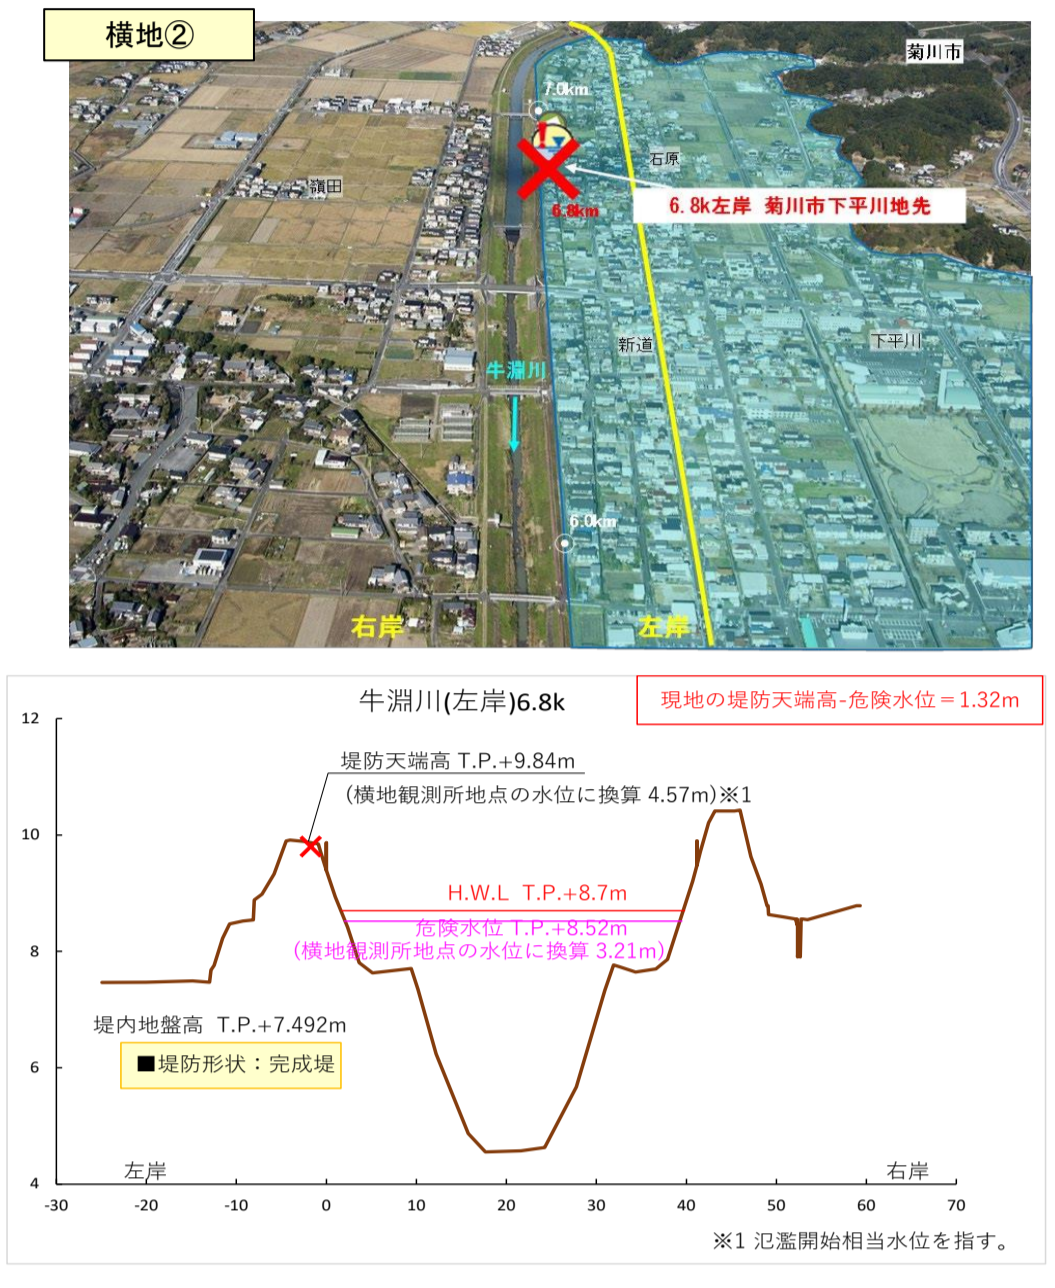 横地②
菊川市
7.0km
石原
嶺田
6.8k左岸 菊川市下平川地先
6.8km
新道
下平川
牛淵川
6.0km
右岸
左岸
牛淵川(左岸)6.8k
現地の堤防天端高-危険水位＝1.32m
12
堤防天端高 T.P.+9.84m
(横地観測所地点の水位に換算 4.57m)※1
10
H.W.L T.P.+8.7m
危険水位 T.P.+8.52m
(横地観測所地点の水位に換算 3.21m)
8
堤内地盤高 T.P.+7.492m
■堤防形状：完成堤
6
左岸
右岸
4
-30 -20 -10 0 10 20 30 40 50 60 70
※1 氾濫開始相当水位を指す。